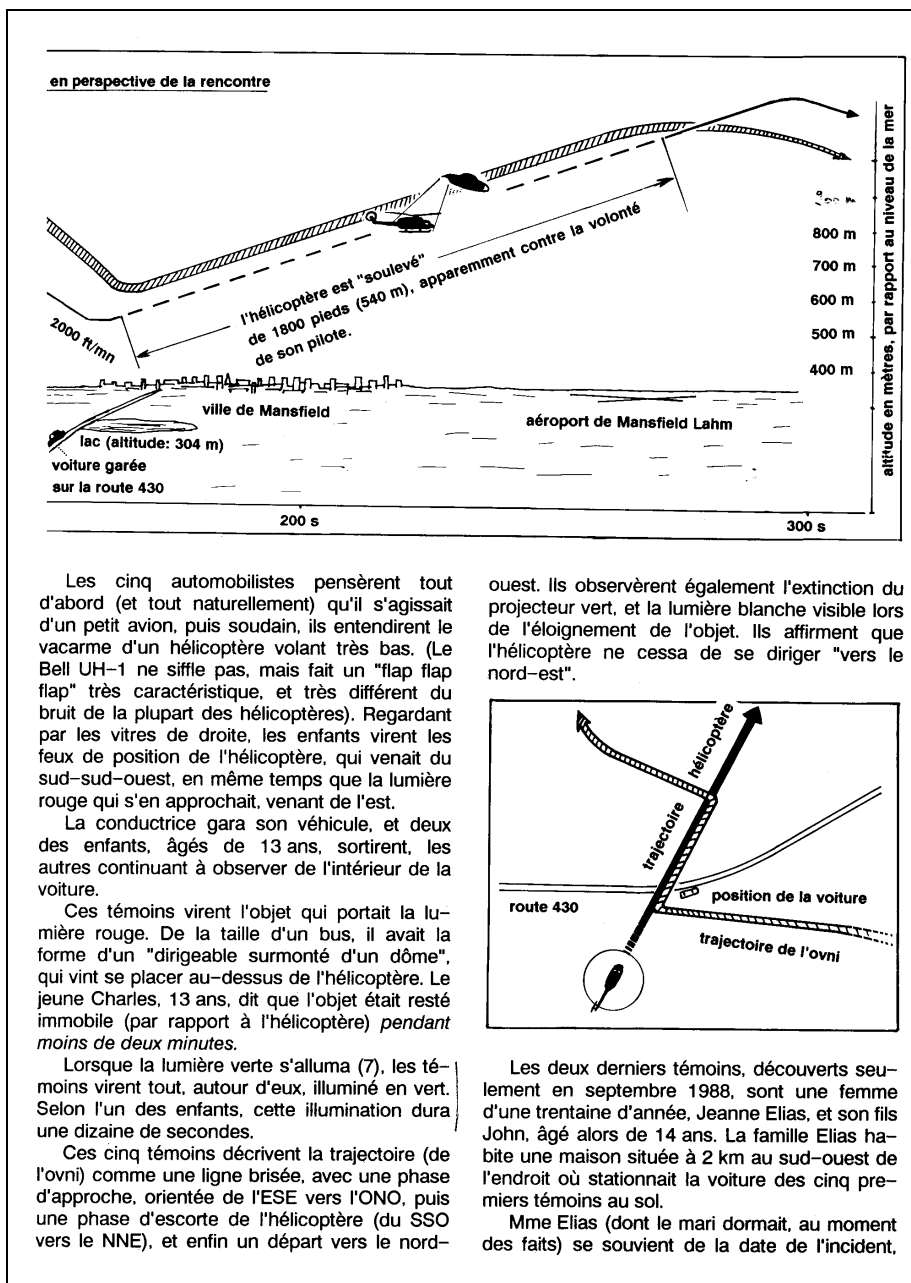 en perspective de la rencontre
900 m
800 m
700 m
600 m
500 m
400 m
altitude en mètres, par rapport au niveau de la mer
l'hélicoptère est "soulevé"
de 1800 pieds (540 m), apparemment contre la volonté
de son pilote.
2000 ft/mn
ville de Mansfield
aéroport de Mansfield Lahm
lac (altitude: 304 m)
voiture garée
sur la route 430
200 s
300 s
Les cinq automobilistes pensèrent tout
d'abord (et tout naturellement) qu'il s'agissait
d'un petit avion, puis soudain, ils entendirent le
vacarme d'un hélicoptère volant très bas. (Le
Bell UH-1 ne siffle pas, mais fait un "flap flap
flap" très caractéristique, et très différent du
bruit de la plupart des hélicoptères). Regardant
par les vitres de droite, les enfants virent les
feux de position de l'hélicoptère, qui venait du
sud-sud-ouest, en même temps que la lumière
rouge qui s'en approchait, venant de l'est.
La conductrice gara son véhicule, et deux
des enfants, âgés de 13 ans, sortirent, les
autres continuant à observer de l'intérieur de la
voiture.
Ces témoins virent l'objet qui portait la lu-
mière rouge. De la taille d'un bus, il avait la
forme d'un "dirigeable surmonté d'un dôme",
qui vint se placer au-dessus de l'hélicoptère. Le
jeune Charles, 13 ans, dit que l'objet était resté
immobile (par rapport à l'hélicoptère) pendant
moins de deux minutes.
Lorsque la lumière verte s'alluma (7), les té-
moins virent tout, autour d'eux, illuminé en vert.
Selon l'un des enfants, cette illumination dura
une dizaine de secondes.
Ces cinq témoins décrivent la trajectoire (de
l'ovni) comme une ligne brisée, avec une phase
d'approche, orientée de l'ESE vers l'ONO, puis
une phase d'escorte de l'hélicoptère (du SSO
vers le NNE), et enfin un départ vers le nord-
ouest. Ils observèrent également l'extinction du
projecteur vert, et la lumière blanche visible lors
de l'éloignement de l'objet. Ils affirment que
l'hélicoptère ne cessa de se diriger "vers le
nord-est".
hélicoptère
trajectoire
route 430
position de la voiture
trajectoire de l'ovni
Les deux derniers témoins, découverts seu-
lement en septembre 1988, sont une femme
d'une trentaine d'année, Jeanne Elias, et son fils
John, âgé alors de 14 ans. La famille Elias ha-
bite une maison située à 2 km au sud-ouest de
l'endroit où stationnait la voiture des cinq pre-
miers témoins au sol.
Mme Elias (dont le mari dormait, au moment
des faits) se souvient de la date de l'incident,